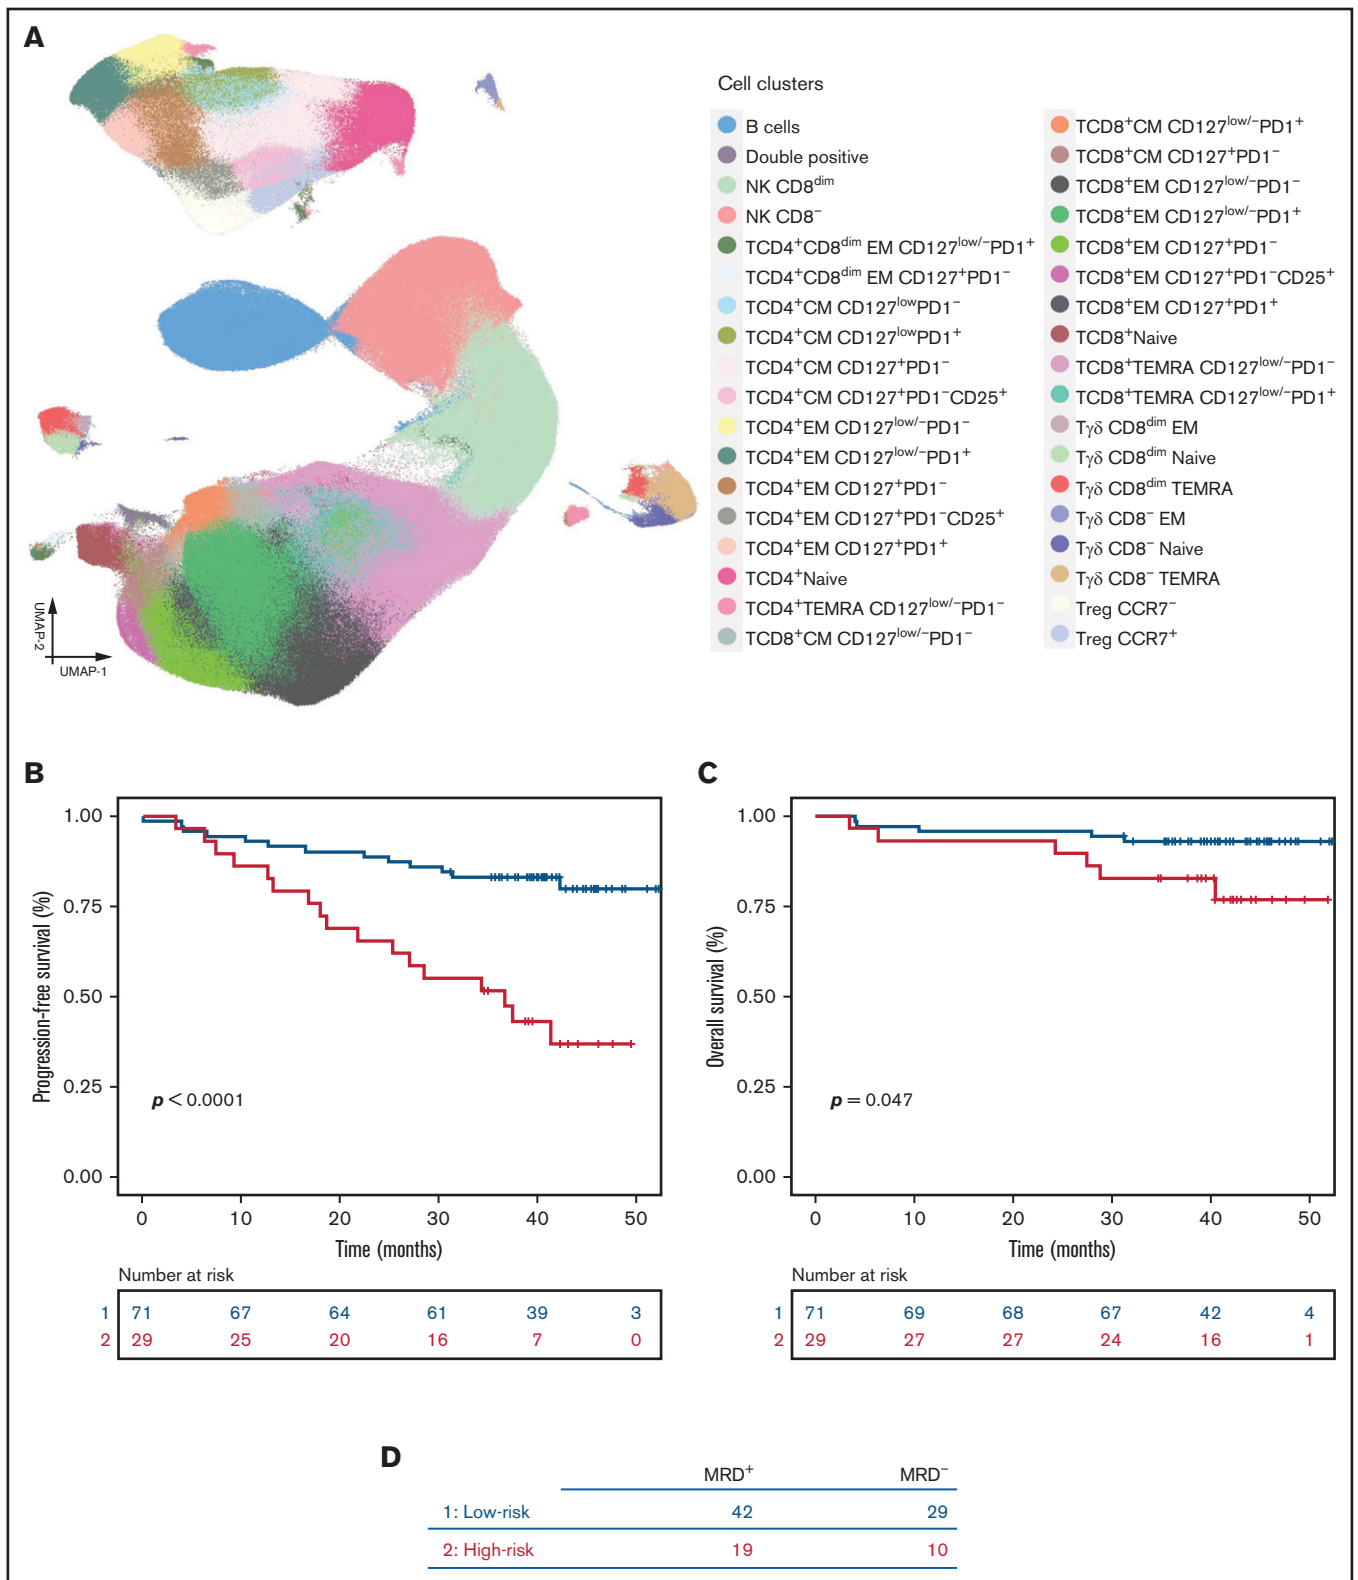 A
Cell clusters
B cells
Double positive
NK CD8dim
NK CD8−
TCD4+CD8dim EM CD127low/−PD1+
TCD4+CD8dim EM CD127+PD1−
TCD4+CM CD127lowPD1−
TCD4+CM CD127lowPD1+
TCD4+CM CD127+PD1−
TCD4+CM CD127+PD1−CD25+
TCD4+EM CD127low/−PD1−
TCD4+EM CD127low/−PD1+
TCD4+EM CD127+PD1−
TCD4+EM CD127+PD1−CD25+
TCD4+EM CD127+PD1+
TCD4+Naive
TCD4+TEMRA CD127low/−PD1−
TCD8+CM CD127low/−PD1−
TCD8+CM CD127low/−PD1+
TCD8+CM CD127+PD1−
TCD8+EM CD127low/−PD1−
TCD8+EM CD127low/−PD1+
TCD8+EM CD127+PD1−
TCD8+EM CD127+PD1−CD25+
TCD8+EM CD127+PD1+
TCD8+Naive
TCD8+TEMRA CD127low/−PD1−
TCD8+TEMRA CD127low/−PD1+
Tγδ CD8dim EM
Tγδ CD8dim Naive
Tγδ CD8dim TEMRA
Tγδ CD8− EM
Tγδ CD8− Naive
Tγδ CD8− TEMRA
Treg CCR7−
Treg CCR7+
UMAP-2
UMAP-1
B
Progression-free survival (%)
1.00
0.75
0.50
0.25
0.00
p < 0.0001
0 10 20 30 40 50
Time (months)
Number at risk
1 71 67 64 61 39 3
2 29 25 20 16 7 0
C
Overall survival (%)
1.00
0.75
0.50
0.25
0.00
p = 0.047
0 10 20 30 40 50
Time (months)
Number at risk
1 71 69 68 67 42 4
2 29 27 27 24 16 1
D
MRD+ MRD−
1: Low-risk 42 29
2: High-risk 19 10